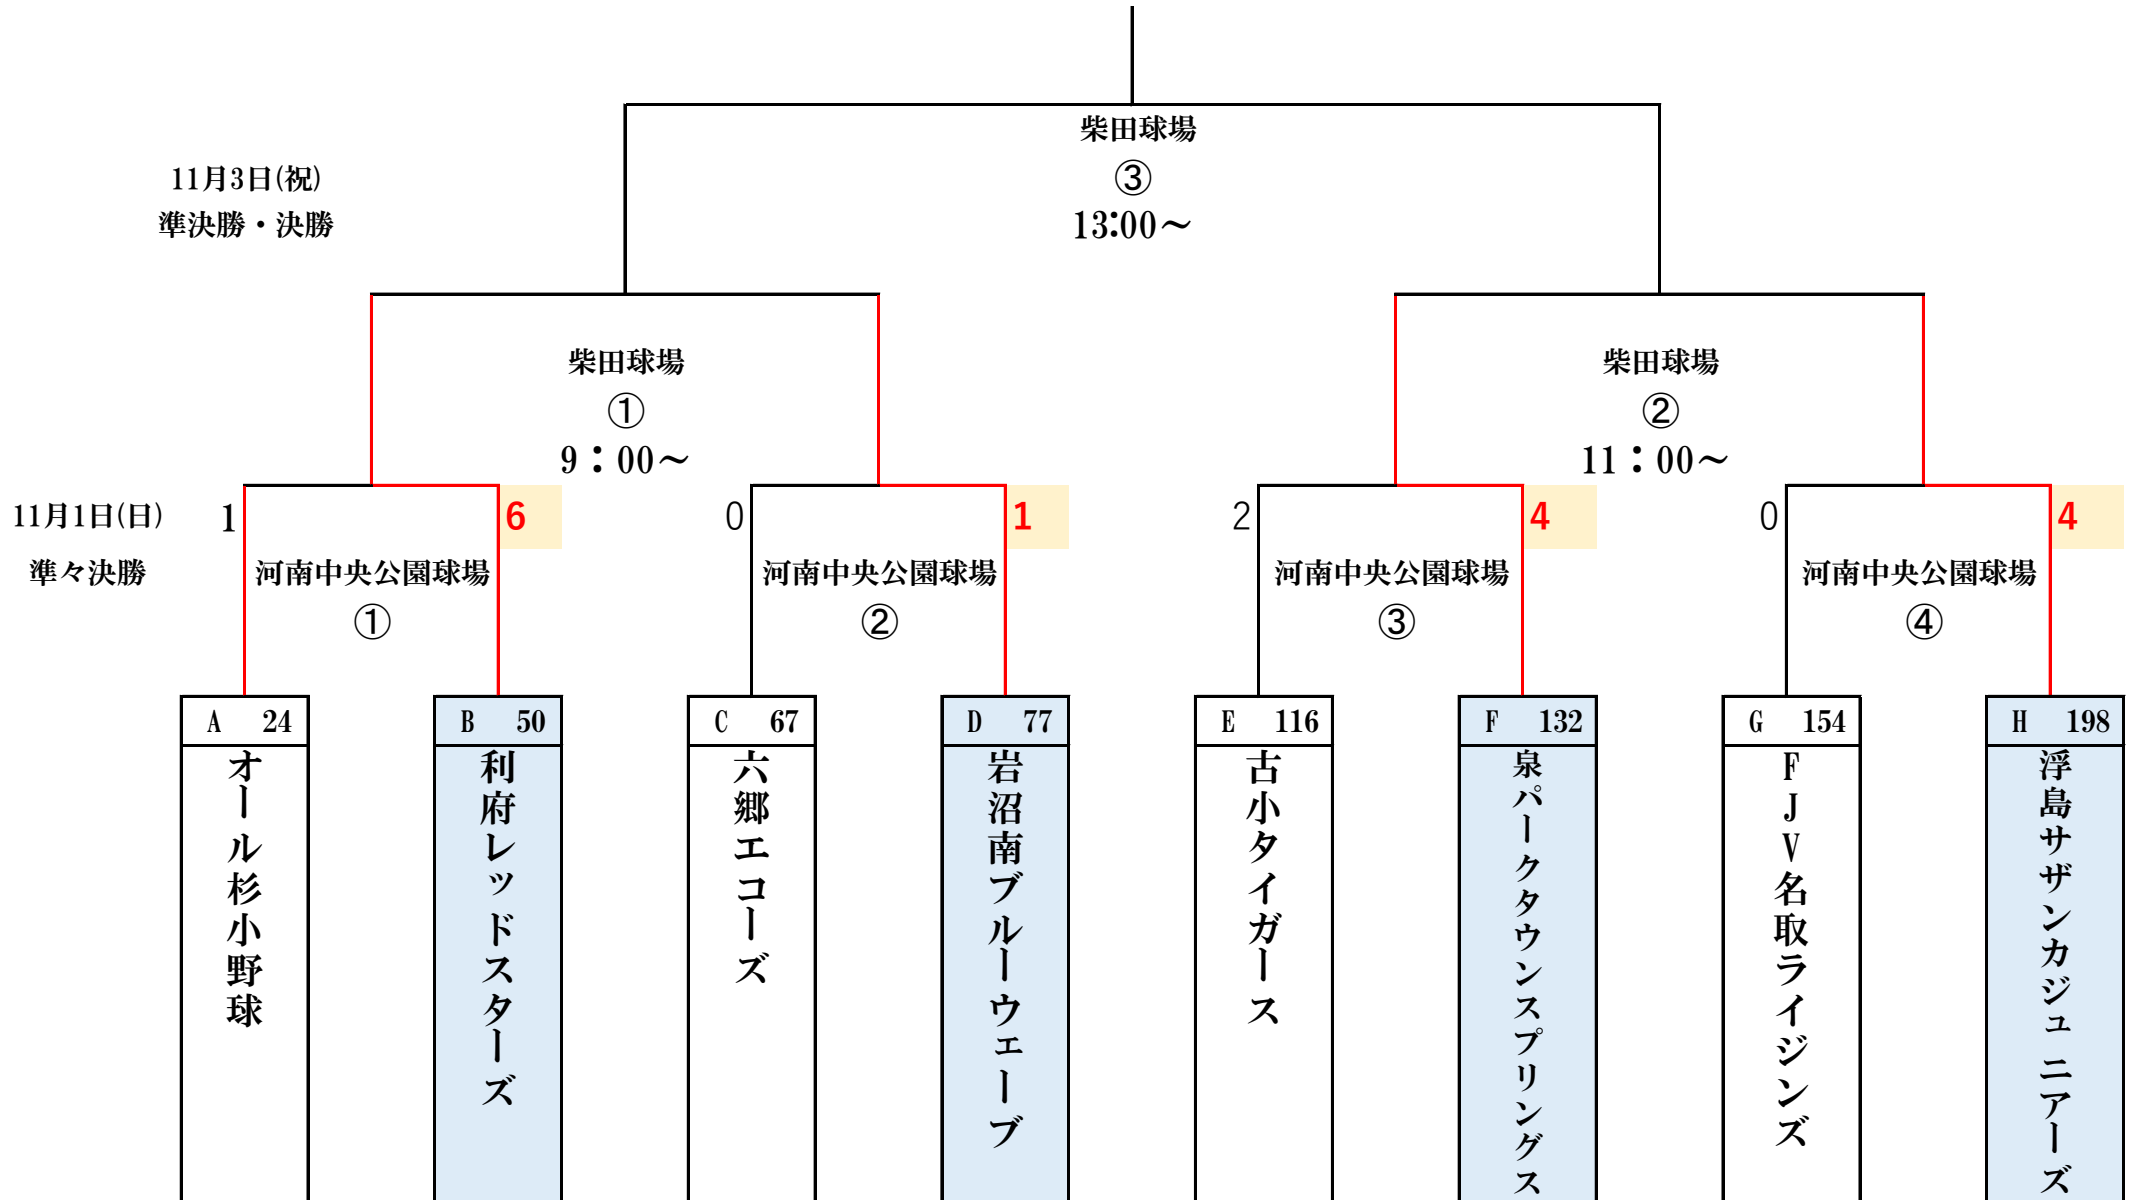 柴田球場
③
13:00～
11月3日(祝)
準決勝・決勝
柴田球場
①
9：00～
柴田球場
②
11：00～
11月1日(日)
準々決勝
1
6
0
1
2
4
0
4
河南中央公園球場
①
河南中央公園球場
②
河南中央公園球場
③
河南中央公園球場
④
A 24
B 50
C 67
D 77
E 116
F 132
G 154
H 198
オール杉小野球
利府レッドスターズ
六郷エコーズ
岩沼南ブルーウェーブ
古小タイガース
泉パークタウンスプリングス
FJV名取ライジンズ
浮島サザンカジュニアーズ